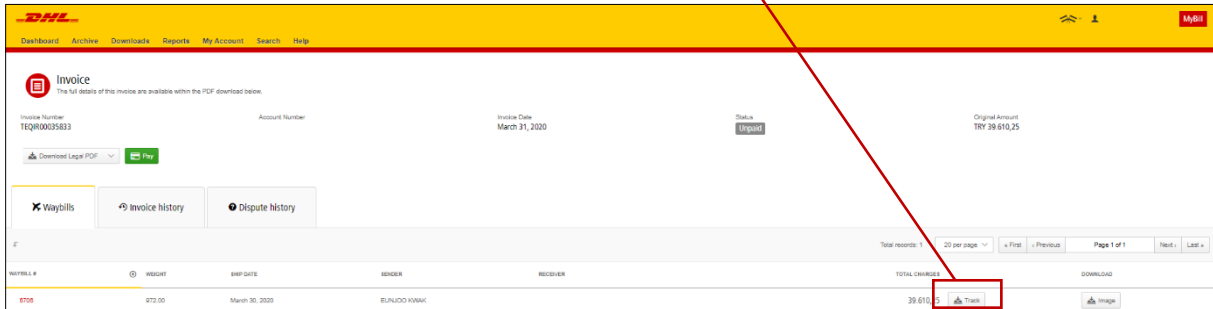 DHL
MyBill
Dashboard Archive Downloads Reports My Account Search Help
Invoice
The full details of this invoice are available within the PDF download below.
Invoice Number Account Number Invoice Date Status Original Amount
TEQIR00035833 March 31, 2020 Unpaid TRY 39.610,25
Download Legal PDF Pay
Waybills Invoice history Dispute history
Total records: 1 20 per page « First ‹ Previous Page 1 of 1 Next › Last »
WAYBILL # WEIGHT SHIP DATE SENDER RECEIVER TOTAL CHARGES DOWNLOAD
972.00 March 30, 2020 EUNJOO KWAK 39.610,25 Track Image